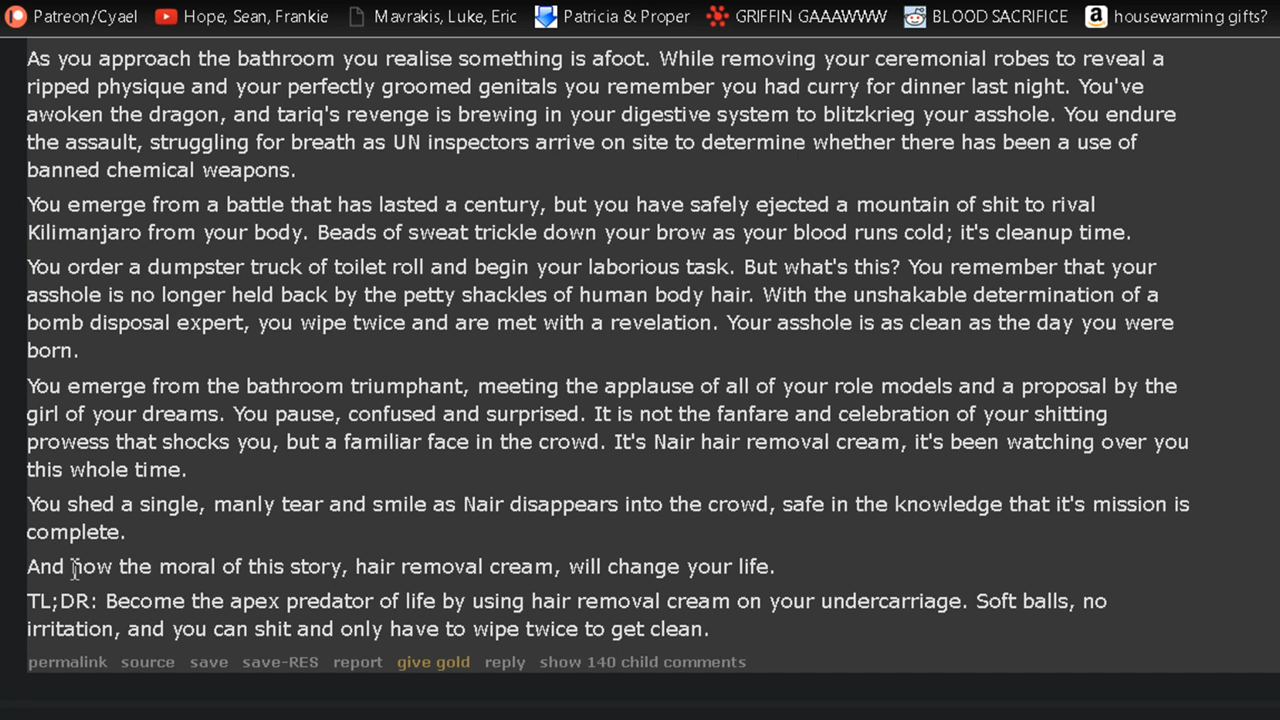 Patreon/Cyael Hope, Sean, Frankie Mavrakis, Luke, Eric Patricia & Proper GRIFFIN GAAAWWW BLOOD SACRIFICE housewarming gifts?
As you approach the bathroom you realise something is afoot. While removing your ceremonial robes to reveal a
ripped physique and your perfectly groomed genitals you remember you had curry for dinner last night. You've
awoken the dragon, and tariq's revenge is brewing in your digestive system to blitzkrieg your asshole. You endure
the assault, struggling for breath as UN inspectors arrive on site to determine whether there has been a use of
banned chemical weapons.
You emerge from a battle that has lasted a century, but you have safely ejected a mountain of shit to rival
Kilimanjaro from your body. Beads of sweat trickle down your brow as your blood runs cold; it's cleanup time.
You order a dumpster truck of toilet roll and begin your laborious task. But what's this? You remember that your
asshole is no longer held back by the petty shackles of human body hair. With the unshakable determination of a
bomb disposal expert, you wipe twice and are met with a revelation. Your asshole is as clean as the day you were
born.
You emerge from the bathroom triumphant, meeting the applause of all of your role models and a proposal by the
girl of your dreams. You pause, confused and surprised. It is not the fanfare and celebration of your shitting
prowess that shocks you, but a familiar face in the crowd. It's Nair hair removal cream, it's been watching over you
this whole time.
You shed a single, manly tear and smile as Nair disappears into the crowd, safe in the knowledge that it's mission is
complete.
And now the moral of this story, hair removal cream, will change your life.
TL;DR: Become the apex predator of life by using hair removal cream on your undercarriage. Soft balls, no
irritation, and you can shit and only have to wipe twice to get clean.
permalink source save save-RES report give gold reply show 140 child comments